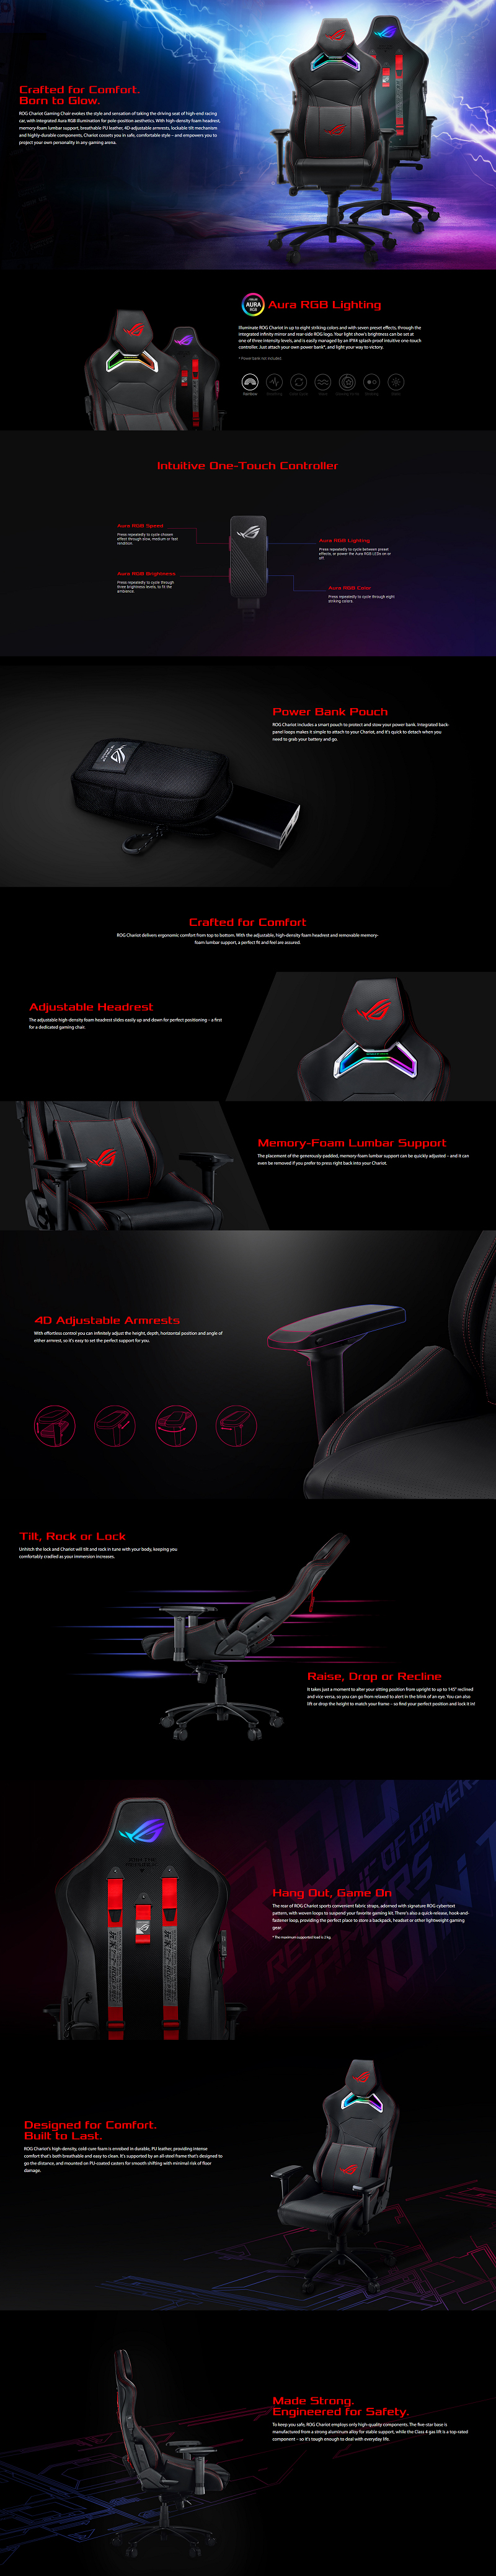 Crafted for Comfort.
Born to Glow.
ROG Chariot Gaming Chair evokes the style and sensation of taking the driving seat of high-end racing
car, with integrated Aura RGB illumination for pole-position aesthetics. With high-density foam headrest,
memory-foam lumbar support, breathable PU leather, 4D-adjustable armrests, lockable tilt mechanism
and highly-durable components, Chariot cossets you in safe, comfortable style – and empowers you to
project your own personality in any gaming arena.
ASUS
AURA
RGB
Aura RGB Lighting
Illuminate ROG Chariot in up to eight striking colors and with seven preset effects, through the
integrated infinity mirror and rear-side ROG logo. Your light show's brightness can be set at
one of three intensity levels, and is easily managed by an IPX4 splash-proof intuitive one-touch
controller. Just attach your own power bank*, and light your way to victory.
* Power bank not included.
Rainbow
Intuitive One-Touch Controller
Aura RGB Speed
Press repeatedly to cycle chosen
effect through slow, medium or fast
rendition.
Aura RGB Brightness
Press repeatedly to cycle through
three brightness levels, to fit the
ambiance.
Aura RGB Lighting
Press repeatedly to cycle between preset
effects, or power the Aura RGB LEDs on or
off.
Aura RGB Color
Press repeatedly to cycle through eight
striking colors.
Power Bank Pouch
ROG Chariot includes a smart pouch to protect and stow your power bank. Integrated back-
panel loops makes it simple to attach to your Chariot, and it's quick to detach when you
need to grab your battery and go.
Crafted for Comfort
ROG Chariot delivers ergonomic comfort from top to bottom. With the adjustable, high-density foam headrest and removable memory-
foam lumbar support, a perfect fit and feel are assured.
Adjustable Headrest
The adjustable high-density foam headrest slides easily up and down for perfect positioning – a first
for a dedicated gaming chair.
Memory-Foam Lumbar Support
The placement of the generously-padded, memory-foam lumbar support can be quickly adjusted – and it can
even be removed if you prefer to press right back into your Chariot.
4D Adjustable Armrests
With effortless control you can infinitely adjust the height, depth, horizontal position and angle of
either armrest, so it's easy to set the perfect support for you.
Tilt, Rock or Lock
Unhitch the lock and Chariot will tilt and rock in tune with your body, keeping you
comfortably cradled as your immersion increases.
Raise, Drop or Recline
It takes just a moment to alter your sitting position from upright to up to 145° reclined
and vice versa, so you can go from relaxed to alert in the blink of an eye. You can also
lift or drop the height to match your frame – so find your perfect position and lock it in!
Hang Out, Game On
The rear of ROG Chariot sports convenient fabric straps, adorned with signature ROG-cybertext
pattern, with woven loops to suspend your favorite gaming kit. There's also a quick-release, hook-and-
fastener loop, providing the perfect place to store a backpack, headset or other lightweight gaming
gear.
* The maximum supported load is 2 kg.
Designed for Comfort.
Built to Last.
ROG Chariot's high-density, cold-cure foam is enrobed in durable, PU leather, providing intense
comfort that's both breathable and easy to clean. It's supported by an all-steel frame that's designed to
go the distance, and mounted on PU-coated casters for smooth shifting with minimal risk of floor
damage.
Made Strong.
Engineered for Safety.
To keep you safe, ROG Chariot employs only high-quality components. The five-star base is
manufactured from a strong aluminum alloy for stable support, while the Class 4 gas lift is a top-rated
component – so it's tough enough to deal with everyday life.